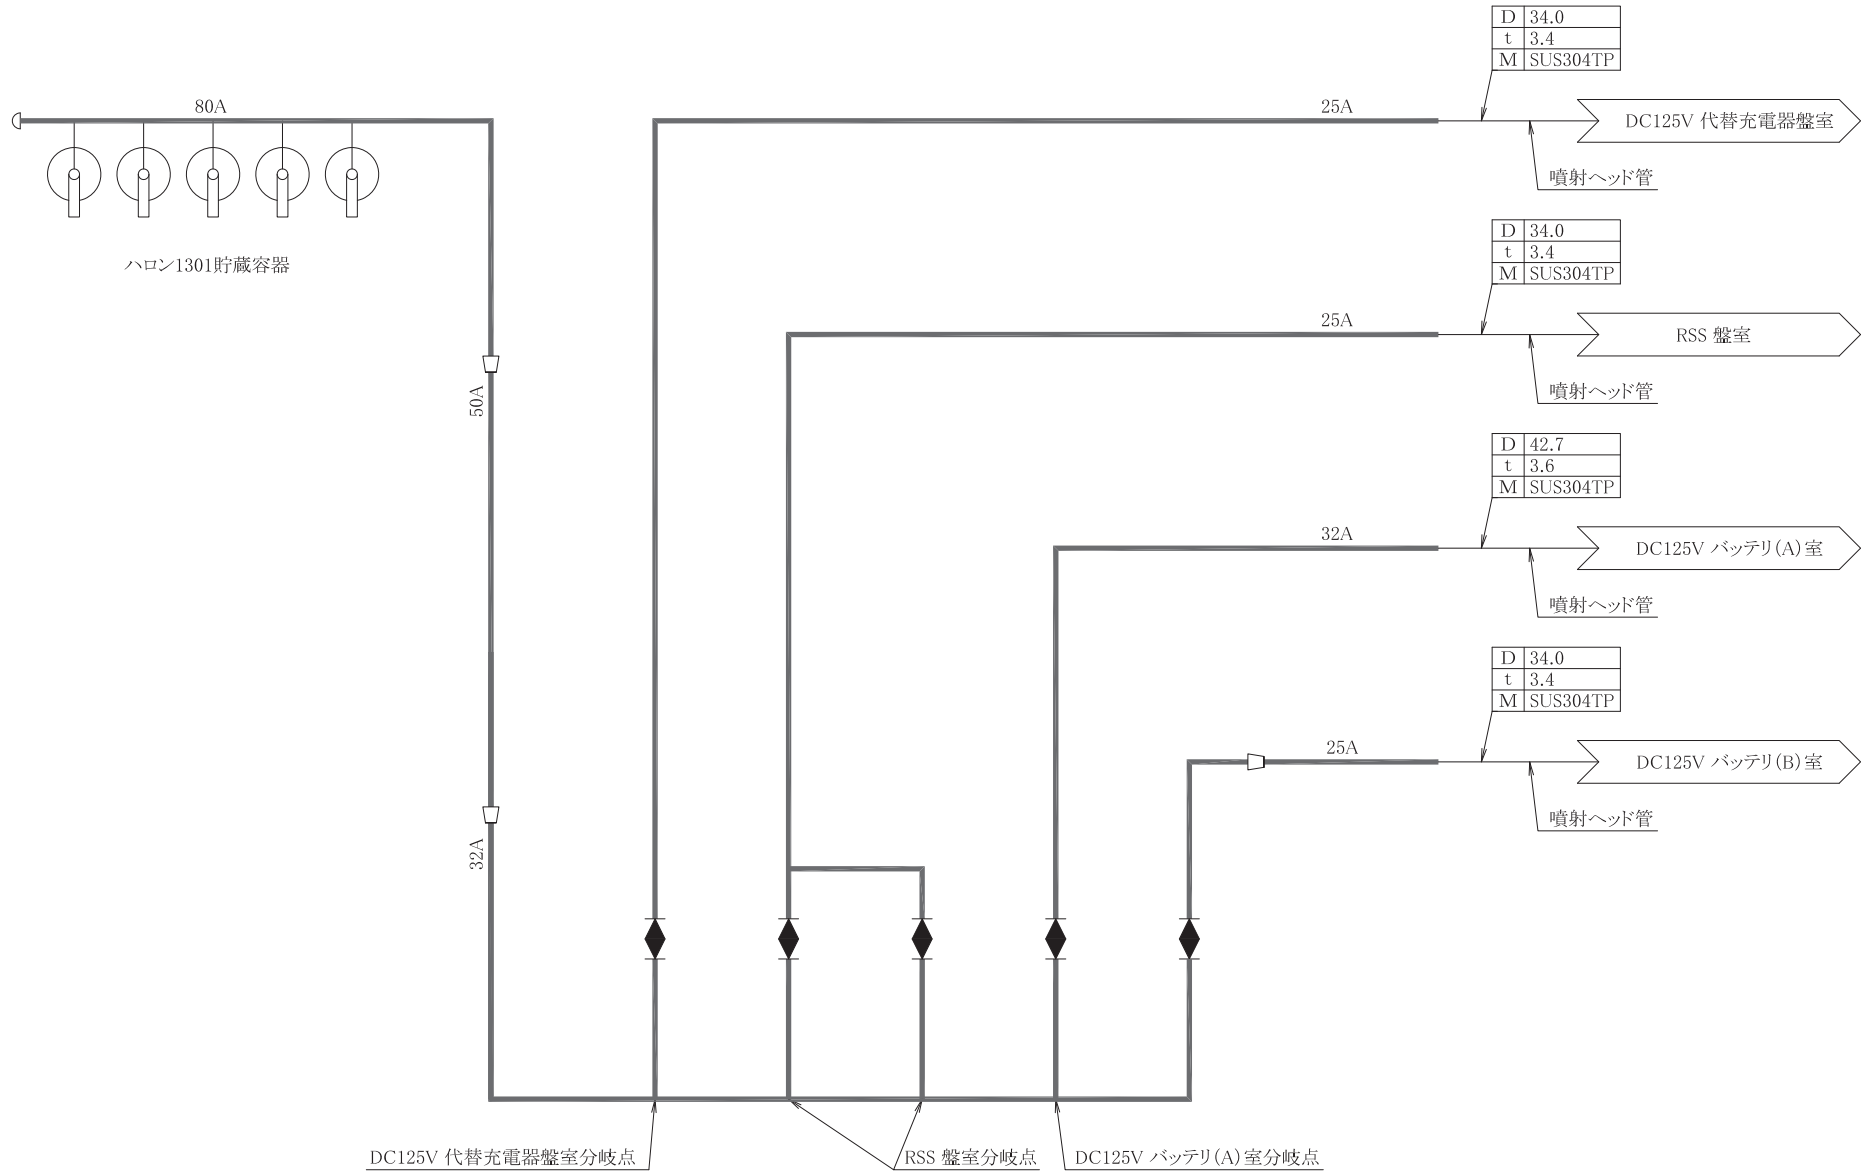 D 34.0
t 3.4
M SUS304TP
80A
25A
DC125V 代替充電器盤室
噴射ヘッド管
ハロン1301貯蔵容器
D 34.0
t 3.4
M SUS304TP
25A
RSS 盤室
噴射ヘッド管
50A
D 42.7
t 3.6
M SUS304TP
32A
DC125V バッテリ(A)室
噴射ヘッド管
D 34.0
t 3.4
M SUS304TP
25A
DC125V バッテリ(B)室
噴射ヘッド管
32A
DC125V 代替充電器盤室分岐点
RSS 盤室分岐点
DC125V バッテリ(A)室分岐点